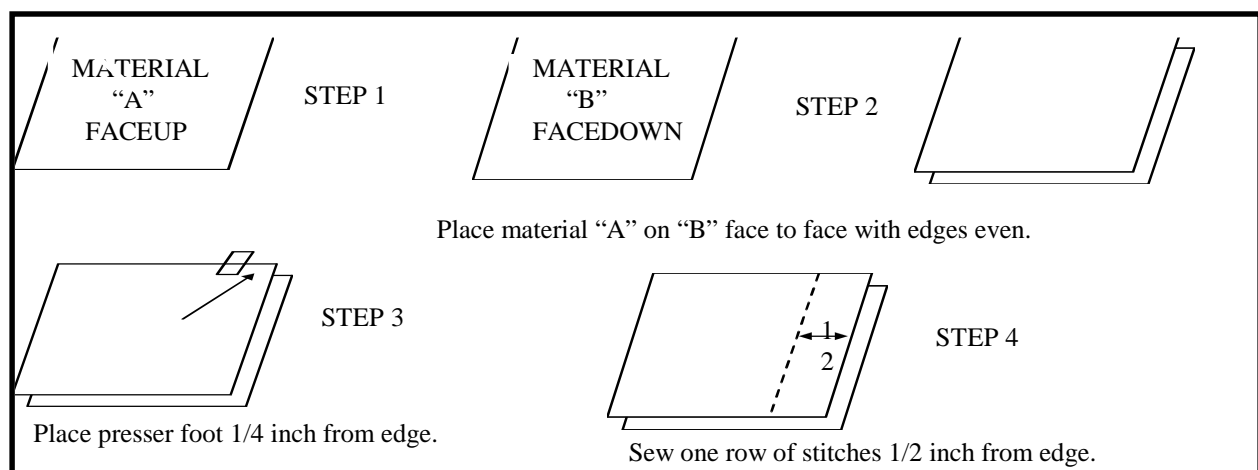 MATERIAL
“A”
FACEUP
STEP 1
MATERIAL
“B”
FACEDOWN
STEP 2
Place material “A” on “B” face to face with edges even.
STEP 3
Place presser foot 1/4 inch from edge.
1
2
STEP 4
Sew one row of stitches 1/2 inch from edge.